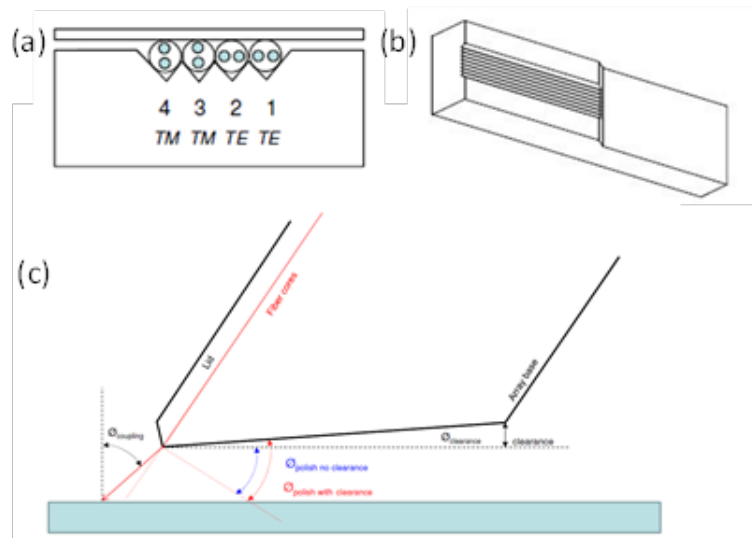 (a)
(b)
4 3 2 1
TM TM TE TE
(c)
Lid
Fiber cores
Array base
Øcoupling
Øclearance
clearance
Øpolish no clearance
Øpolish with clearance